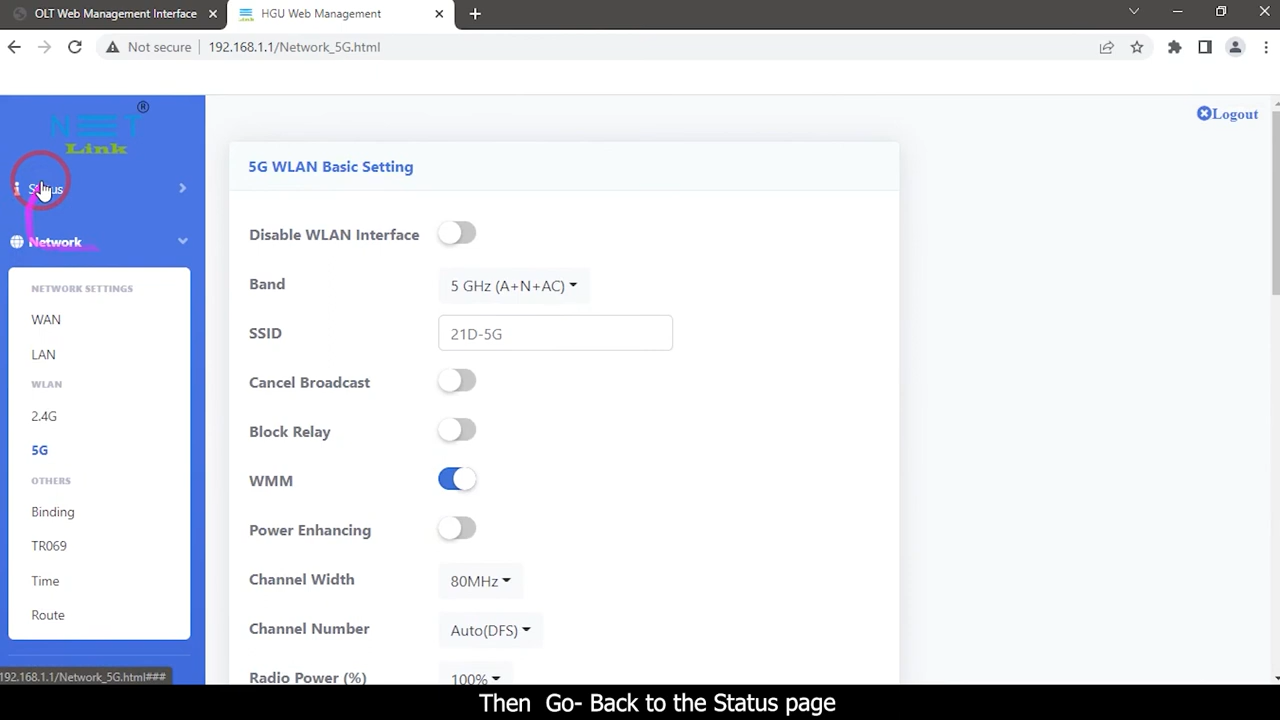 OLT Web Management Interface
HGU Web Management
Not secure
192.168.1.1/Network_5G.html
NEET
Link
®
Logout
Status
Network
NETWORK SETTINGS
WAN
LAN
WLAN
2.4G
5G
OTHERS
Binding
TR069
Time
Route
5G WLAN Basic Setting
Disable WLAN Interface
Band
5 GHz (A+N+AC)
SSID
21D-5G
Cancel Broadcast
Block Relay
WMM
Power Enhancing
Channel Width
80MHz
Channel Number
Auto(DFS)
Radio Power (%)
100%
192.168.1.1/Network_5G.html###
Then Go- Back to the Status page